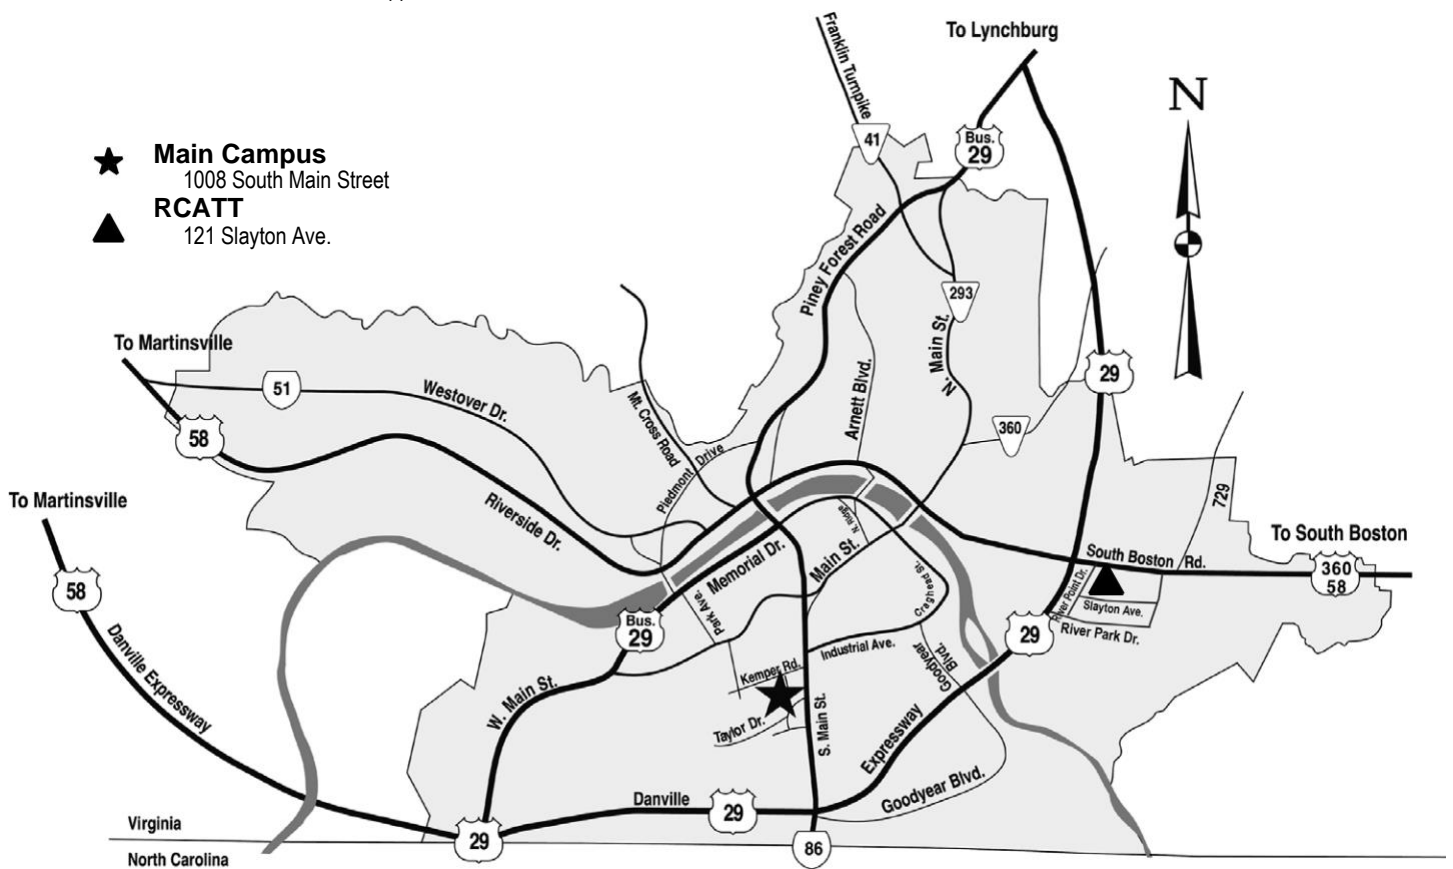 To Lynchburg
Franklin Turnpike
N
41
Bus.
29
Main Campus
1008 South Main Street
RCATT
121 Slayton Ave.
Piney Forest Road
293
N. Main St.
To Martinsville
51
Westover Dr.
Mt. Cross Road
Arnett Blvd.
29
58
360
Piedmont Drive
729
To Martinsville
Riverside Dr.
N. Ridge
To South Boston
South Boston Rd.
360
58
Memorial Dr.
Main St.
Craghead St.
River Point Dr.
Slayton Ave.
River Park Dr.
58
Park Ave.
Bus.
29
29
Danville Expressway
Industrial Ave.
Goodyear
Blvd.
Kemper Rd.
W. Main St.
Taylor Dr.
S. Main St.
Expressway
Goodyear Blvd.
Danville
29
Virginia
29
86
North Carolina